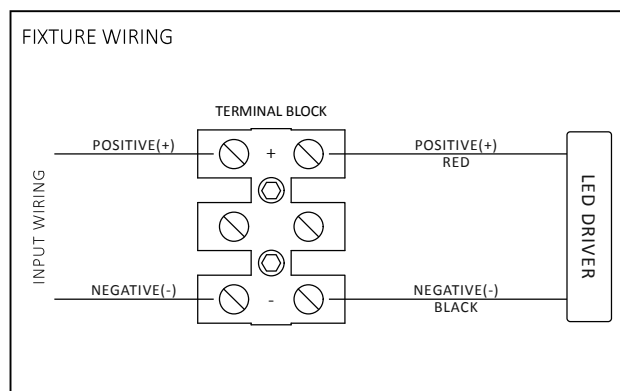 FIXTURE WIRING
TERMINAL BLOCK
POSITIVE(+)
+
POSITIVE(+)
RED
INPUT WIRING
LED DRIVER
NEGATIVE(-)
-
NEGATIVE(-)
BLACK